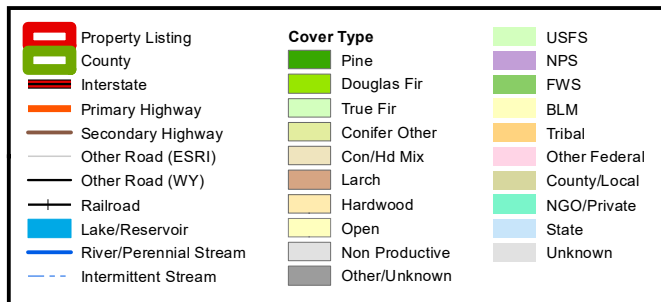 Property Listing
County
Interstate
Primary Highway
Secondary Highway
Other Road (ESRI)
Other Road (WY)
Railroad
Lake/Reservoir
River/Perennial Stream
Intermittent Stream
Cover Type
Pine
Douglas Fir
True Fir
Conifer Other
Con/Hd Mix
Larch
Hardwood
Open
Non Productive
Other/Unknown
USFS
NPS
FWS
BLM
Tribal
Other Federal
County/Local
NGO/Private
State
Unknown